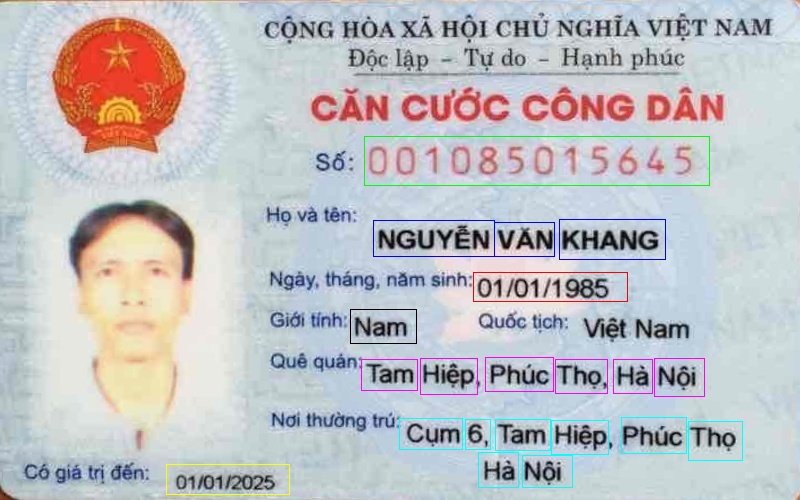 CỘNG HÒA XÃ HỘI CHỦ NGHĨA VIỆT NAM
Độc lập - Tự do - Hạnh phúc
CĂN CƯỚC CÔNG DÂN
Số: 001085015645
Họ và tên: NGUYỄN VĂN KHANG
Ngày, tháng, năm sinh: 01/01/1985
Giới tính: Nam Quốc tịch: Việt Nam
Quê quán: Tam Hiệp, Phúc Thọ, Hà Nội
Nơi thường trú: Cụm 6, Tam Hiệp, Phúc Thọ
Hà Nội
Có giá trị đến: 01/01/2025